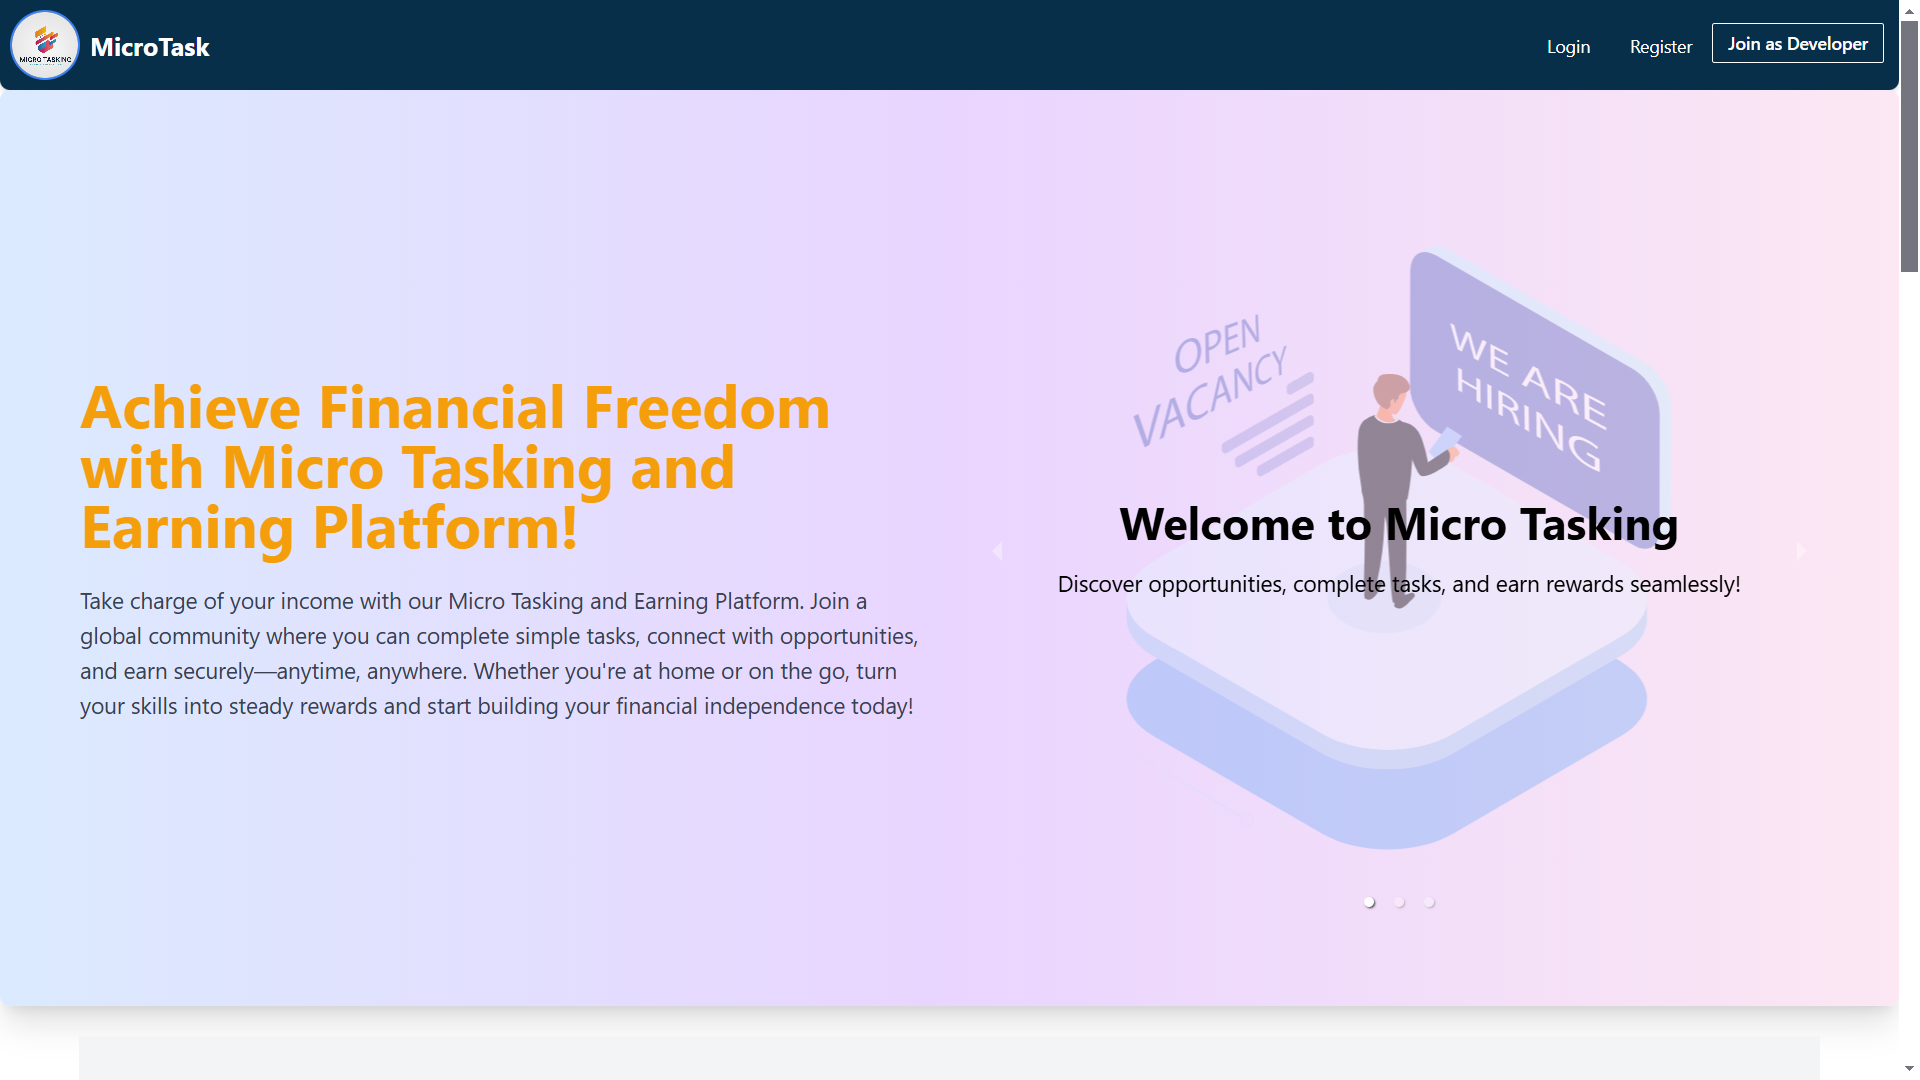 MICRO TASKING
MicroTask
Login
Register
Join as Developer
Achieve Financial Freedom
with Micro Tasking and
Earning Platform!
Take charge of your income with our Micro Tasking and Earning Platform. Join a
global community where you can complete simple tasks, connect with opportunities,
and earn securely—anytime, anywhere. Whether you're at home or on the go, turn
your skills into steady rewards and start building your financial independence today!
OPEN
VACANCY
WE ARE
HIRING
Welcome to Micro Tasking
Discover opportunities, complete tasks, and earn rewards seamlessly!